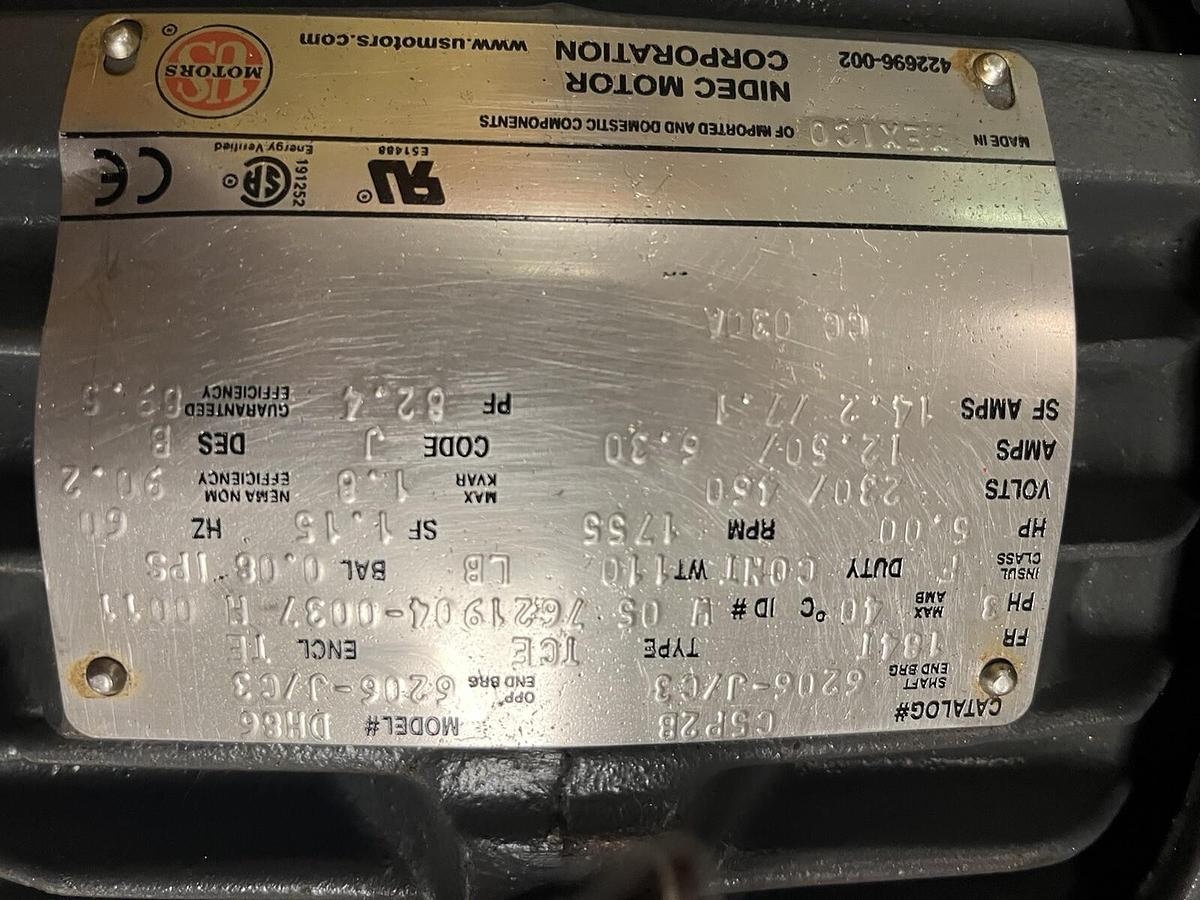 CATALOG# C5P2B MODEL# DH86
SHAFT END BRG 6206-J/C3 OPP END BRG 6206-J/C3
FR 184T TYPE TCE ENCL TE
PH 3 MAX AMB 40 °C ID# W 05 7621904-0037 M 0011
INSUL CLASS F DUTY CONT WT 110 LB BAL 0.08 IPS
HP 5.00 RPM 1755 SF 1.15 HZ 60
VOLTS 230/ 460 MAX KVAR 1.8 NEMA NOM EFFICIENCY 90.2
AMPS 12.50/ 6.30 CODE J DES B
SF AMPS 14.2 /7.1 PF 82.4 GUARANTEED EFFICIENCY 89.5
CC 030A
E51488
191252
Energy Verified
CE
MADE IN MEXICO OF IMPORTED AND DOMESTIC COMPONENTS
NIDEC MOTOR
422696-002 CORPORATION www.usmotors.com
US MOTORS